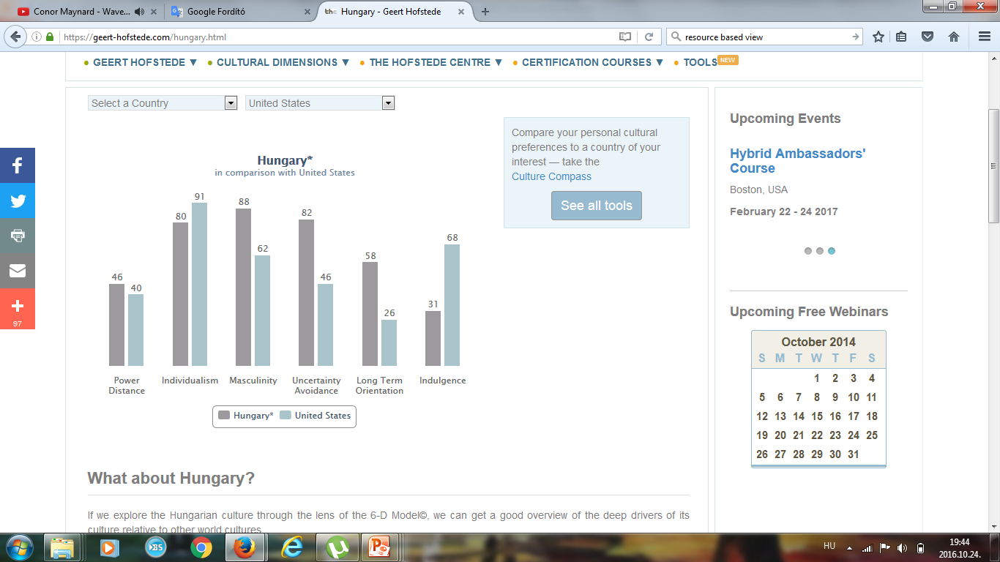 Conor Maynard - Wave...
Google Fordító
thc Hungary - Geert Hofstede
https://geert-hofstede.com/hungary.html
resource based view
GEERT HOFSTEDE ▼
CULTURAL DIMENSIONS ▼
THE HOFSTEDE CENTRE ▼
CERTIFICATION COURSES ▼
TOOLS NEW
Select a Country
United States
Hungary*
in comparison with United States
46 40
80 91
88 62
82 46
58 26
31 68
Power
Distance
Individualism
Masculinity
Uncertainty
Avoidance
Long Term
Orientation
Indulgence
Hungary* United States
Compare your personal cultural
preferences to a country of your
interest — take the
Culture Compass
See all tools
What about Hungary?
If we explore the Hungarian culture through the lens of the 6-D Model©, we can get a good overview of the deep drivers of its
culture relative to other world cultures.
Upcoming Events
Hybrid Ambassadors'
Course
Boston, USA
February 22 - 24 2017
Upcoming Free Webinars
October 2014
S M T W T F S
1 2 3 4
5 6 7 8 9 10 11
12 13 14 15 16 17 18
19 20 21 22 23 24 25
26 27 28 29 30 31
97
BS
HU
19:44
2016.10.24.